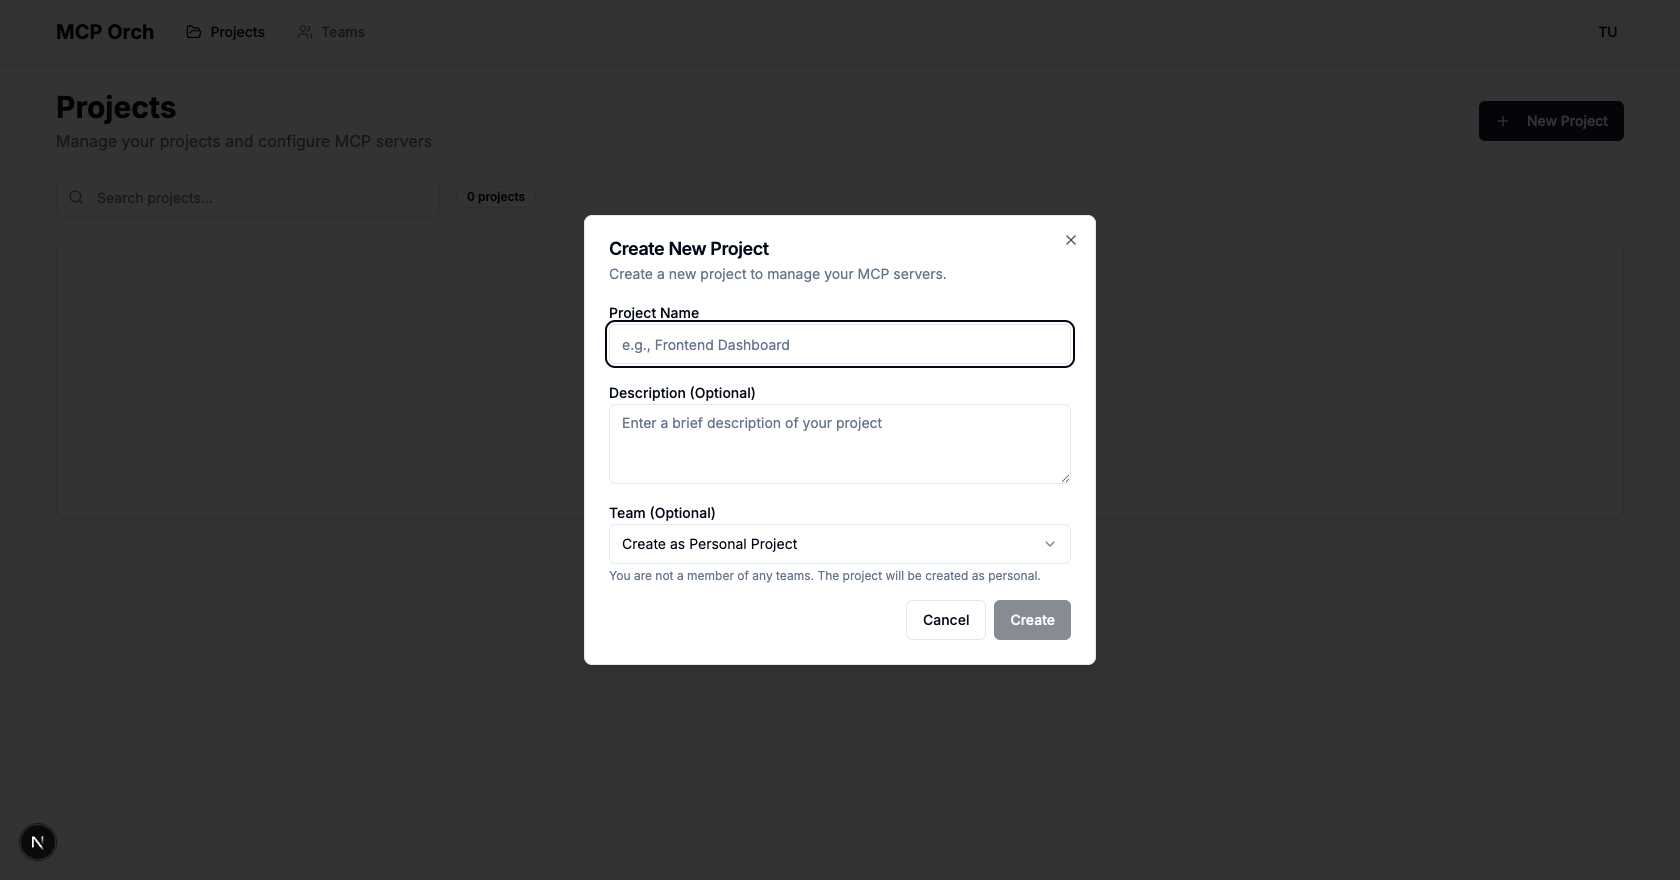 MCP Orch
Projects
Teams
TU
Projects
Manage your projects and configure MCP servers
New Project
Search projects...
0 projects
Create New Project
Create a new project to manage your MCP servers.
Project Name
e.g., Frontend Dashboard
Description (Optional)
Enter a brief description of your project
Team (Optional)
Create as Personal Project
You are not a member of any teams. The project will be created as personal.
Cancel
Create
N